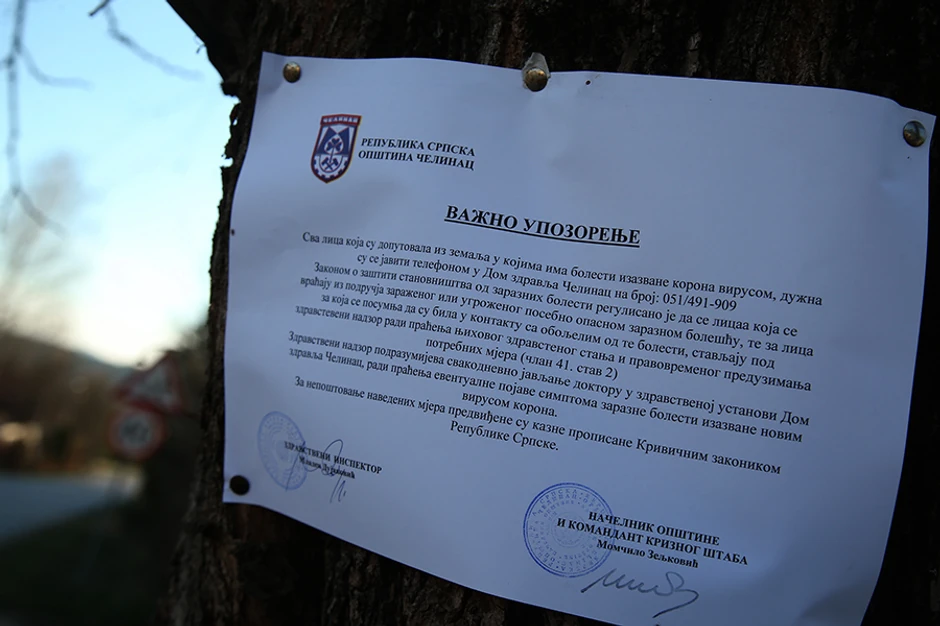 ЧЕЛИНАЦ
РЕПУБЛИКА СРПСКА
ОПШТИНА ЧЕЛИНАЦ
ВАЖНО УПОЗОРЕЊЕ
Сва лица која су допутовала из земаља у којима има болести изазване корона вирусом, дужна
су се јавити телефоном у Дом здравља Челинац на број: 051/491-909
Законом о заштити становништва од заразних болести регулисано је да се лицаа која се
враћају из подручја зараженог или угроженог посебно опасном заразном болешћу, те за лица
за која се посумња да су била у контакту са обољелим од те болести, стављају под
здравствени надзор ради праћења њиховог здравственог стања и правовременог предузимања
потребних мјера (члан 41. став 2)
Здравствени надзор подразумијева свакодневно јављање доктору у здравственој установи Дом
здравља Челинац, ради праћења евентуалне појаве симптома заразне болести изазване новим
вирусом корона.
За непоштовање наведених мјера предвиђене су казне прописане Кривичним закоником
Републике Српске.
ЗДРАВСТВЕНИ ИНСПЕКТОР
НАЧЕЛНИК ОПШТИНЕ
И КОМАНДАНТ КРИЗНОГ ШТАБА
Момчило Зељковић